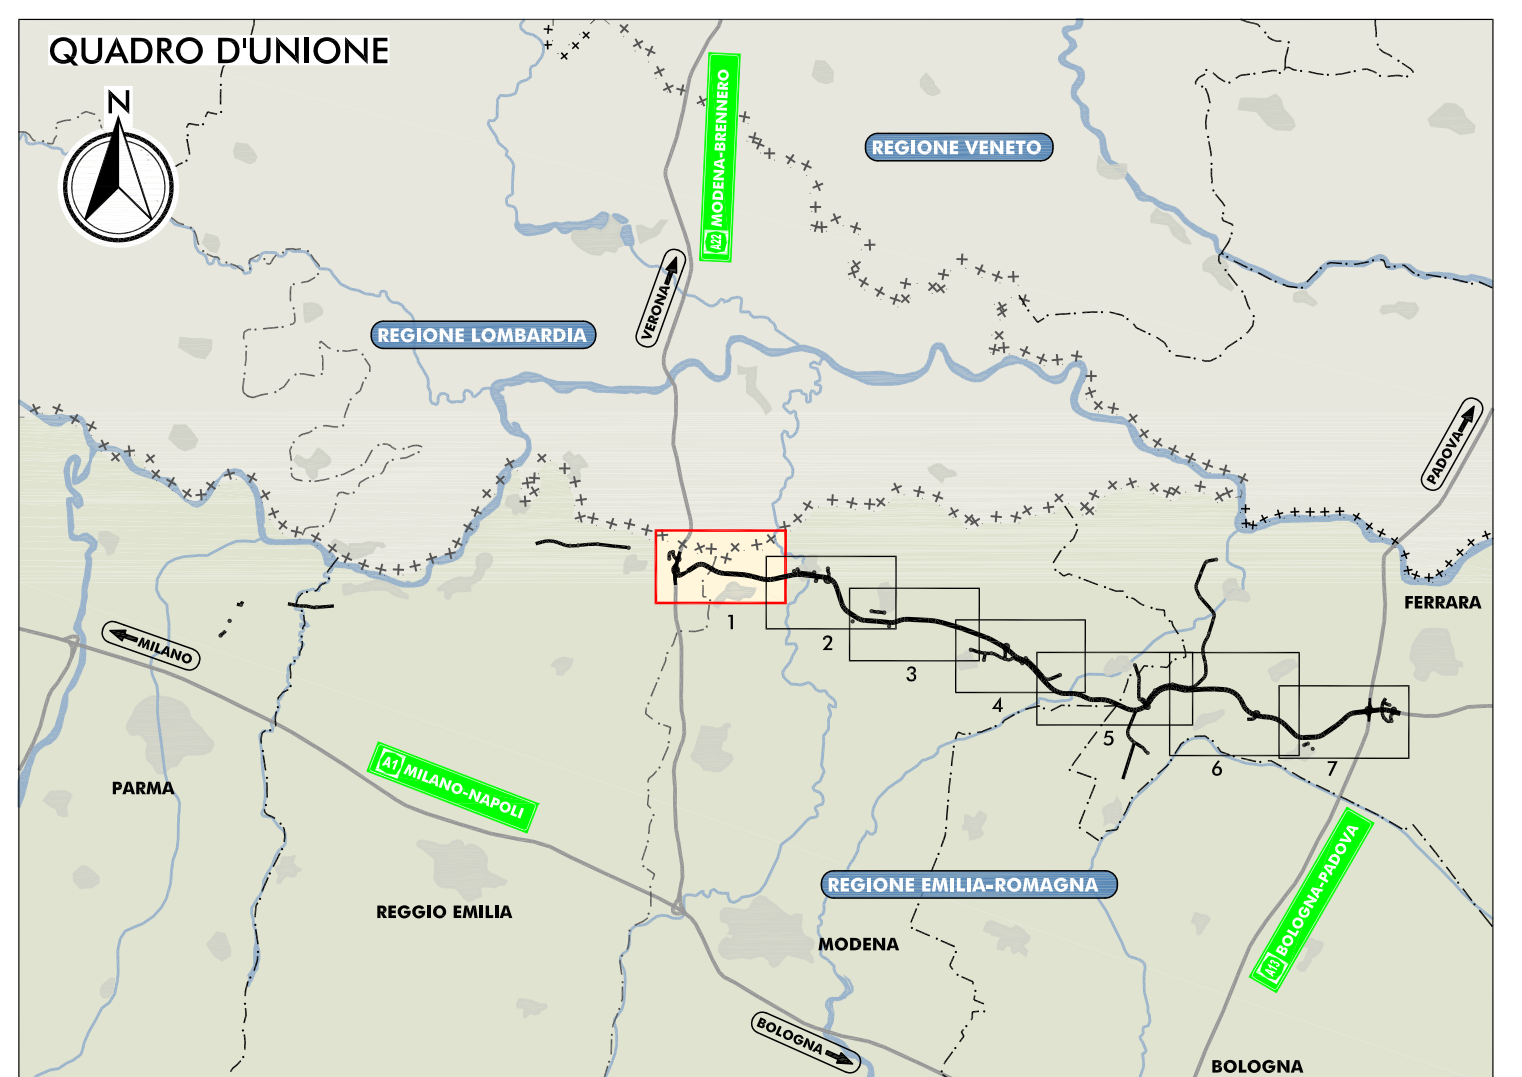 QUADRO D'UNIONE
N
A22 MODENA-BRENNERO
REGIONE VENETO
VERONA
REGIONE LOMBARDIA
PADOVA
FERRARA
MILANO
1
2
3
4
5
6
7
PARMA
A1 MILANO-NAPOLI
REGGIO EMILIA
REGIONE EMILIA-ROMAGNA
MODENA
A13 BOLOGNA-PADOVA
BOLOGNA
BOLOGNA